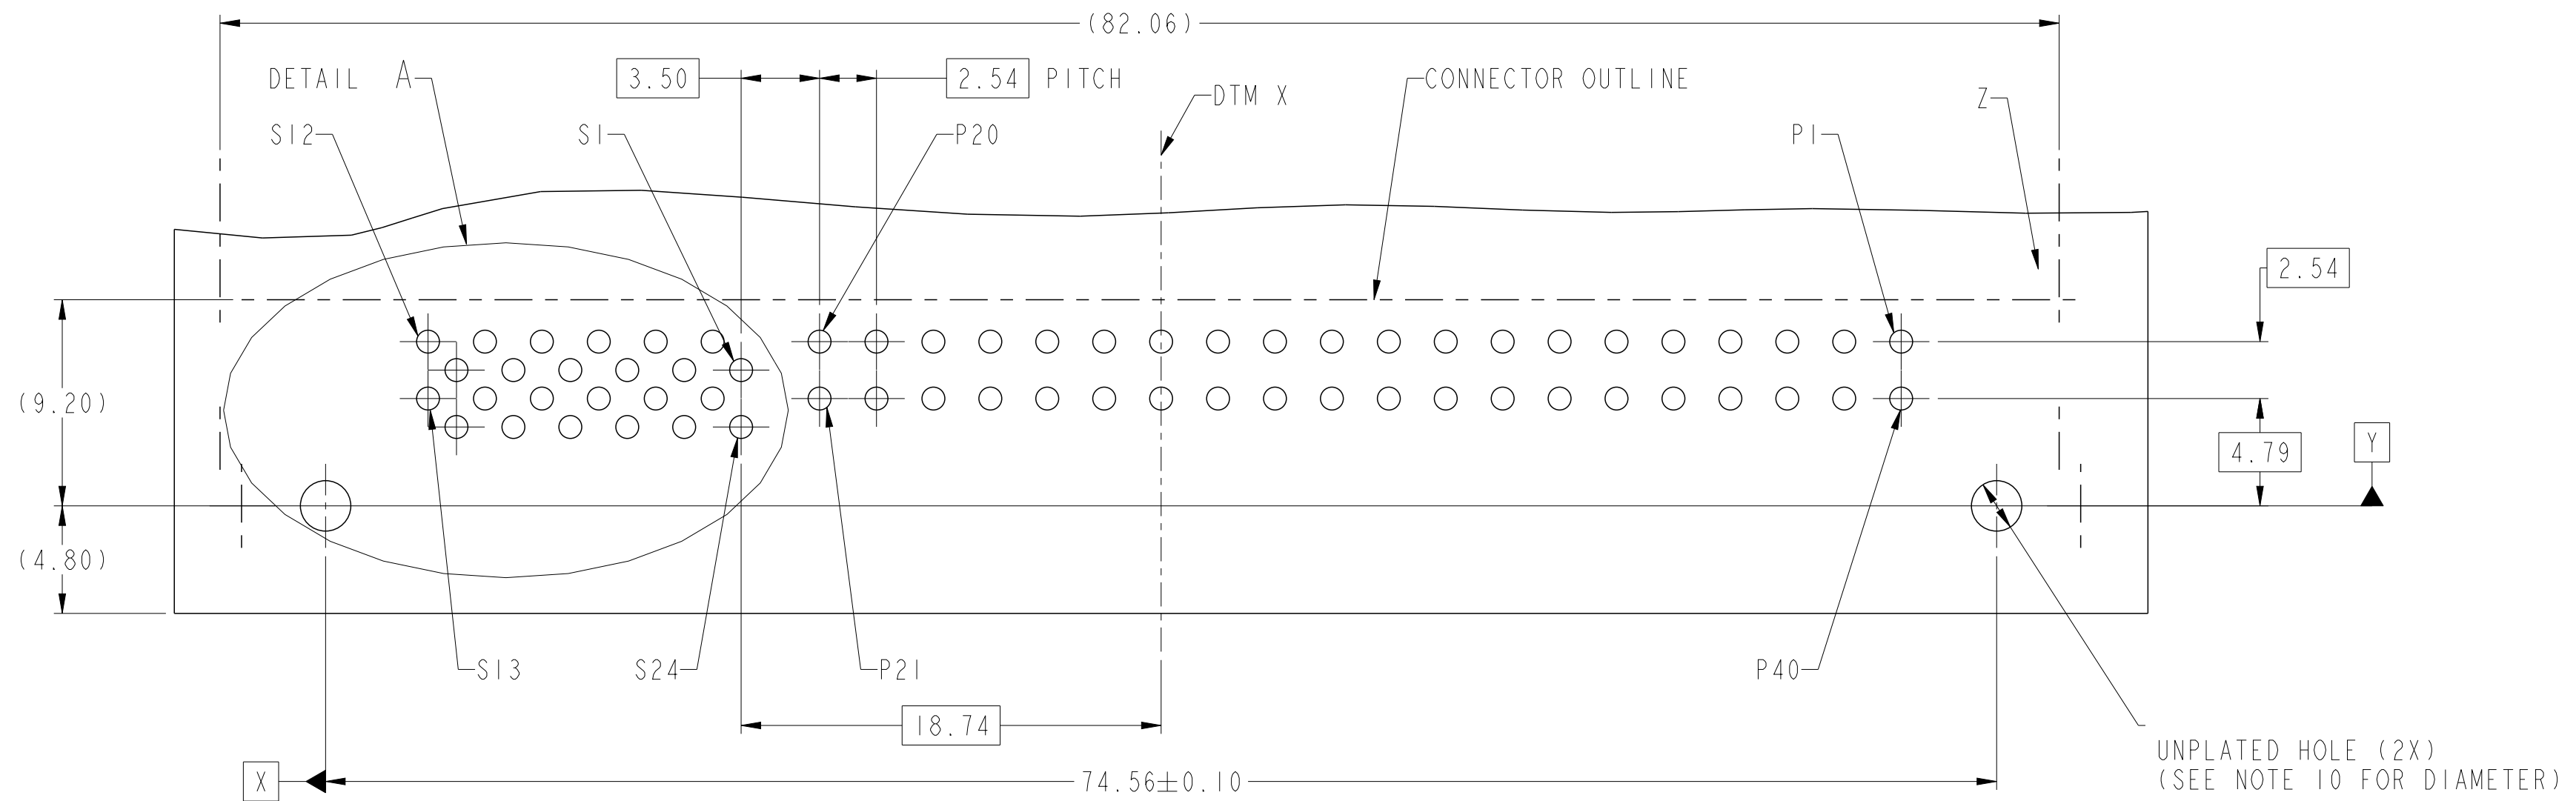 (82.06)
DETAIL A
3.50
2.54 PITCH
DTM X
CONNECTOR OUTLINE
Z
S12
S1
P20
P1
2.54
(9.20)
4.79
Y
(4.80)
S13
S24
P21
P40
18.74
X
74.56±0.10
UNPLATED HOLE (2X)
(SEE NOTE 10 FOR DIAMETER)